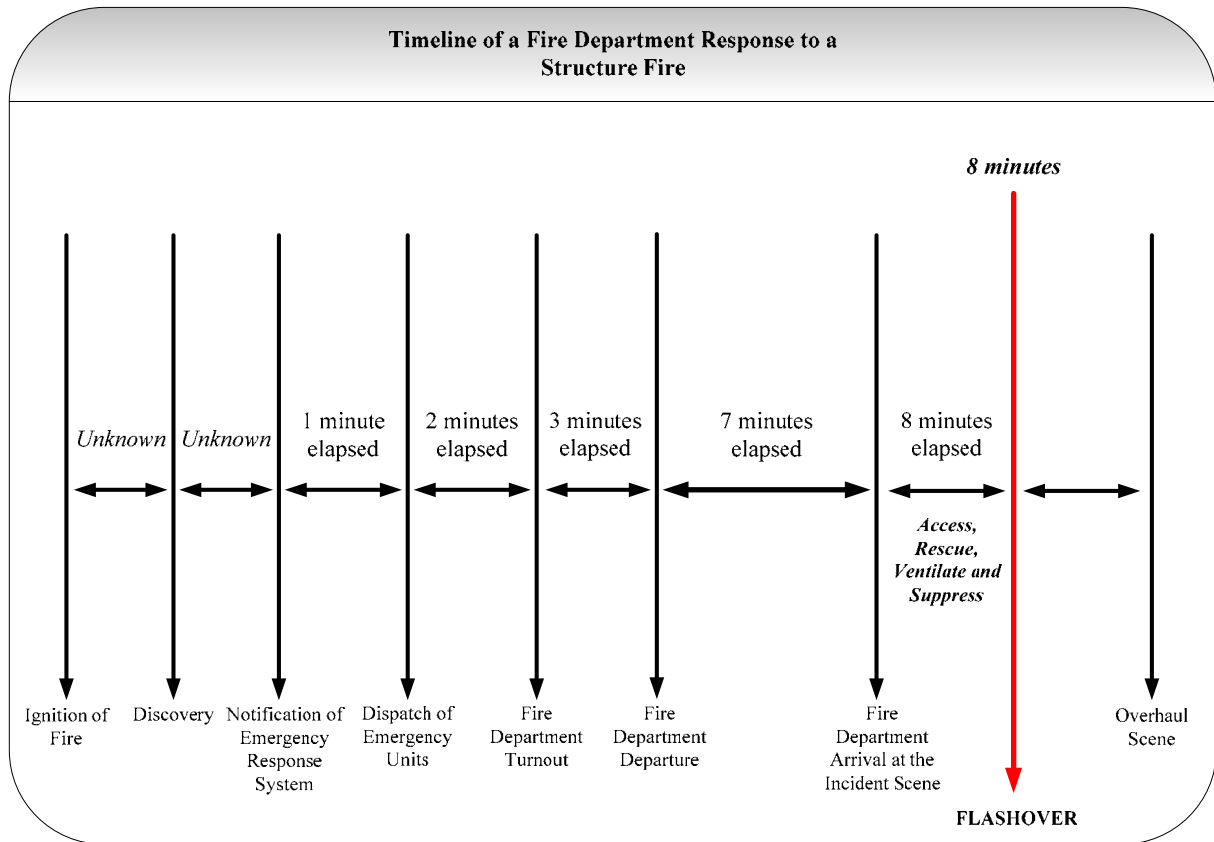 Timeline of a Fire Department Response to a
Structure Fire
8 minutes
Unknown
Unknown
1 minute
elapsed
2 minutes
elapsed
3 minutes
elapsed
7 minutes
elapsed
8 minutes
elapsed
Access,
Rescue,
Ventilate and
Suppress
Ignition of
Fire
Discovery
Notification of
Emergency
Response
System
Dispatch of
Emergency
Units
Fire
Department
Turnout
Fire
Department
Departure
Fire
Department
Arrival at the
Incident Scene
FLASHOVER
Overhaul
Scene